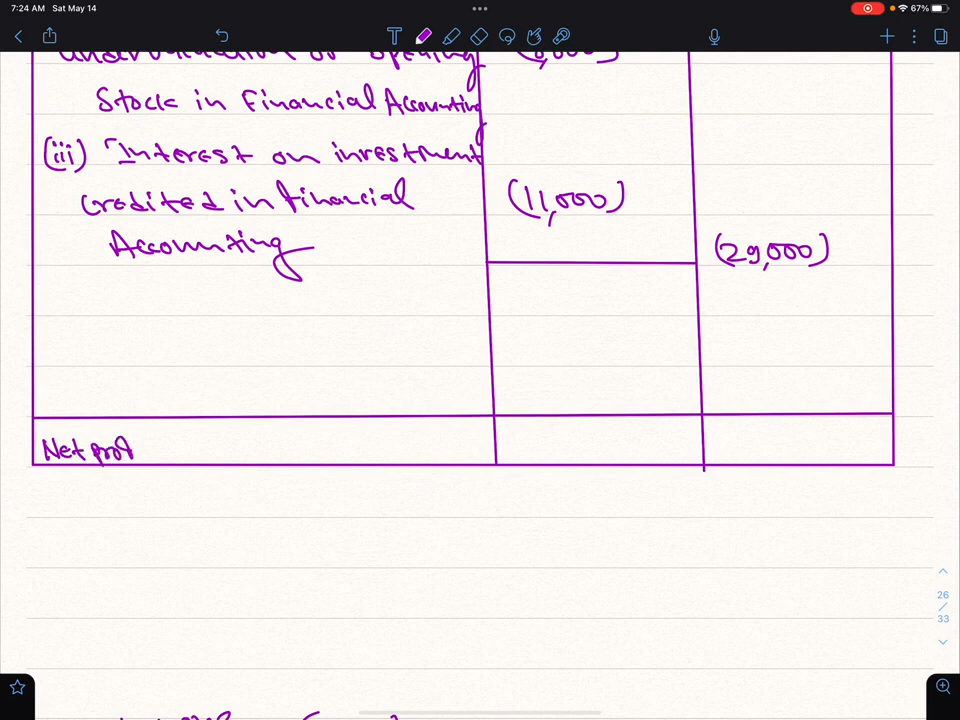 7:24 AM Sat May 14
67%
Stock in Financial Accounting
(iii) Interest on investment
credited in financial (11,000)
Accounting (29,000)
Net prof
26
/
33